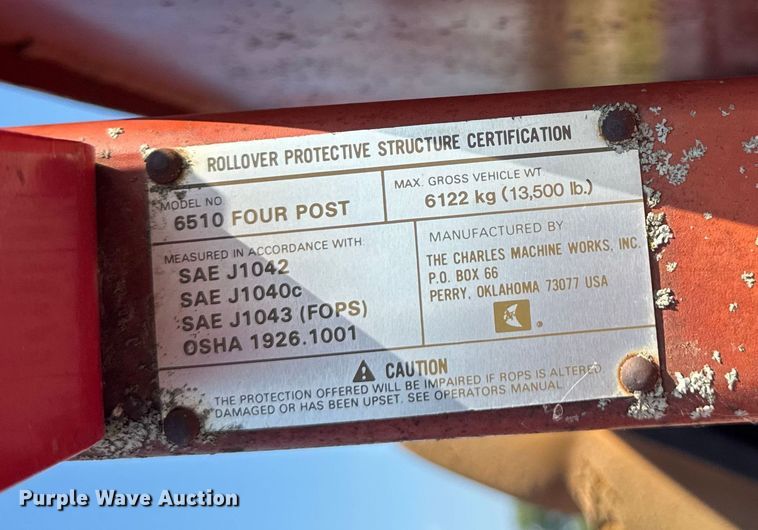 ROLLOVER PROTECTIVE STRUCTURE CERTIFICATION
MODEL NO
6510 FOUR POST
MAX. GROSS VEHICLE WT.
6122 kg (13,500 lb.)
MEASURED IN ACCORDANCE WITH
SAE J1042
SAE J1040c
SAE J1043 (FOPS)
OSHA 1926.1001
MANUFACTURED BY
THE CHARLES MACHINE WORKS, INC.
P.O. BOX 66
PERRY, OKLAHOMA 73077 USA
®
CAUTION
THE PROTECTION OFFERED WILL BE IMPAIRED IF ROPS IS ALTERED
DAMAGED OR HAS BEEN UPSET. SEE OPERATORS MANUAL
Purple Wave Auction